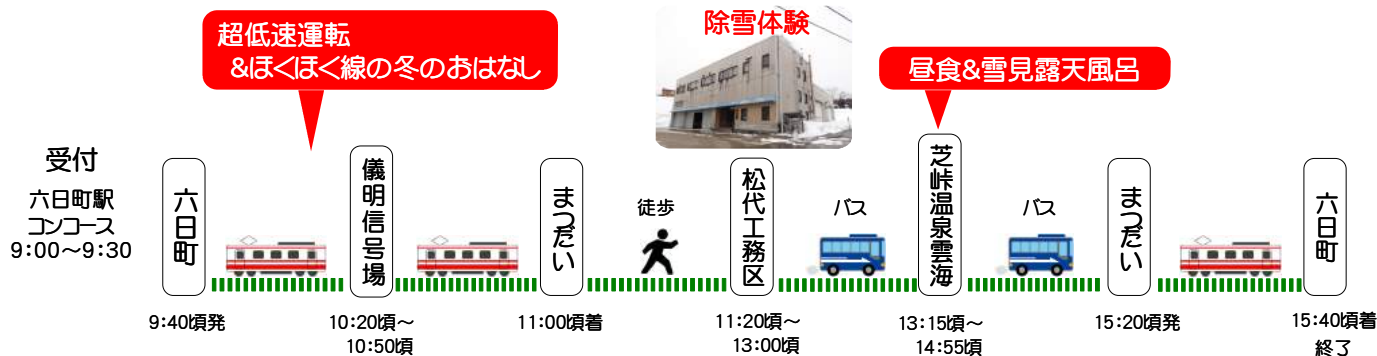 超低速運転
&ほくほく線の冬のおはなし
除雪体験
昼食&雪見露天風呂
受付
六日町駅
コンコース
9:00～9:30
六日町
儀明信号場
まつだい
徒歩
松代工務区
バス
芝峠温泉雲海
バス
まつだい
六日町
9:40頃発
10:20頃～
10:50頃
11:00頃着
11:20頃～
13:00頃
13:15頃～
14:55頃
15:20頃発
15:40頃着
終了